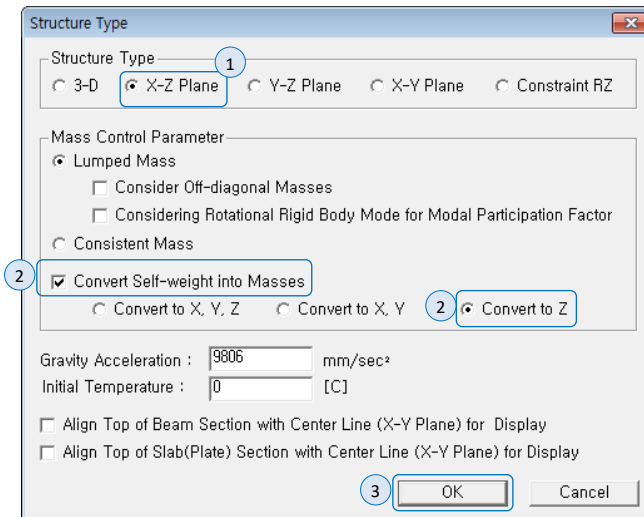 Structure Type
Structure Type
1
3-D X-Z Plane Y-Z Plane X-Y Plane Constraint RZ
Mass Control Parameter
Lumped Mass
Consider Off-diagonal Masses
Considering Rotational Rigid Body Mode for Modal Participation Factor
Consistent Mass
2 Convert Self-weight into Masses
Convert to X, Y, Z Convert to X, Y 2 Convert to Z
Gravity Acceleration : 9806 mm/sec²
Initial Temperature : 0 [C]
Align Top of Beam Section with Center Line (X-Y Plane) for Display
Align Top of Slab(Plate) Section with Center Line (X-Y Plane) for Display
3 OK Cancel